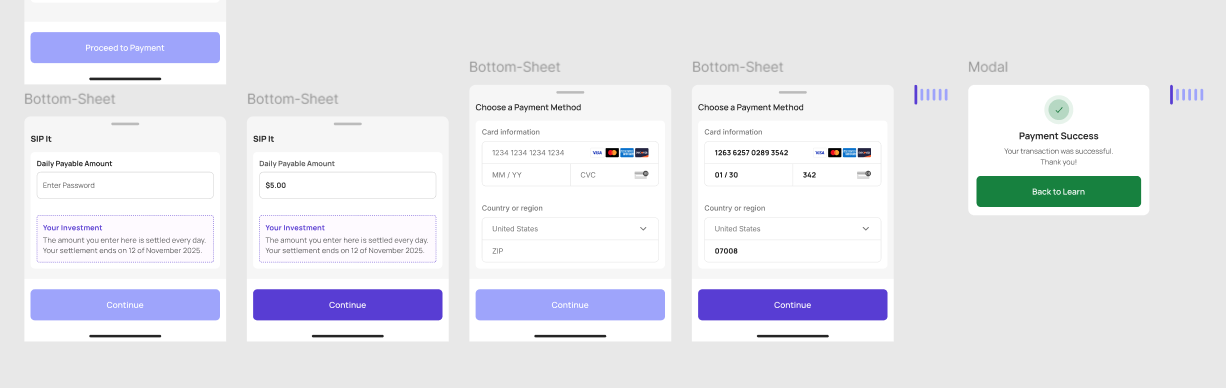 Proceed to Payment
Bottom-Sheet
SIP It
Daily Payable Amount
Enter Password
Your Investment
The amount you enter here is settled every day.
Your settlement ends on 12 of November 2025.
Continue
Bottom-Sheet
SIP It
Daily Payable Amount
$5.00
Your Investment
The amount you enter here is settled every day.
Your settlement ends on 12 of November 2025.
Continue
Bottom-Sheet
Choose a Payment Method
Card information
1234 1234 1234 1234 VISA
MM / YY CVC
Country or region
United States
ZIP
Continue
Bottom-Sheet
Choose a Payment Method
Card information
1263 6257 0289 3542 VISA
01 / 30 342
Country or region
United States
07008
Continue
Modal
Payment Success
Your transaction was successful.
Thank you!
Back to Learn